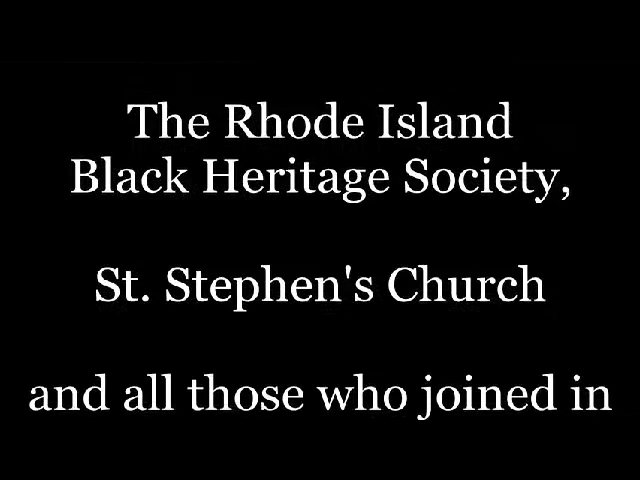 The Rhode Island
Black Heritage Society,
St. Stephen's Church
and all those who joined in